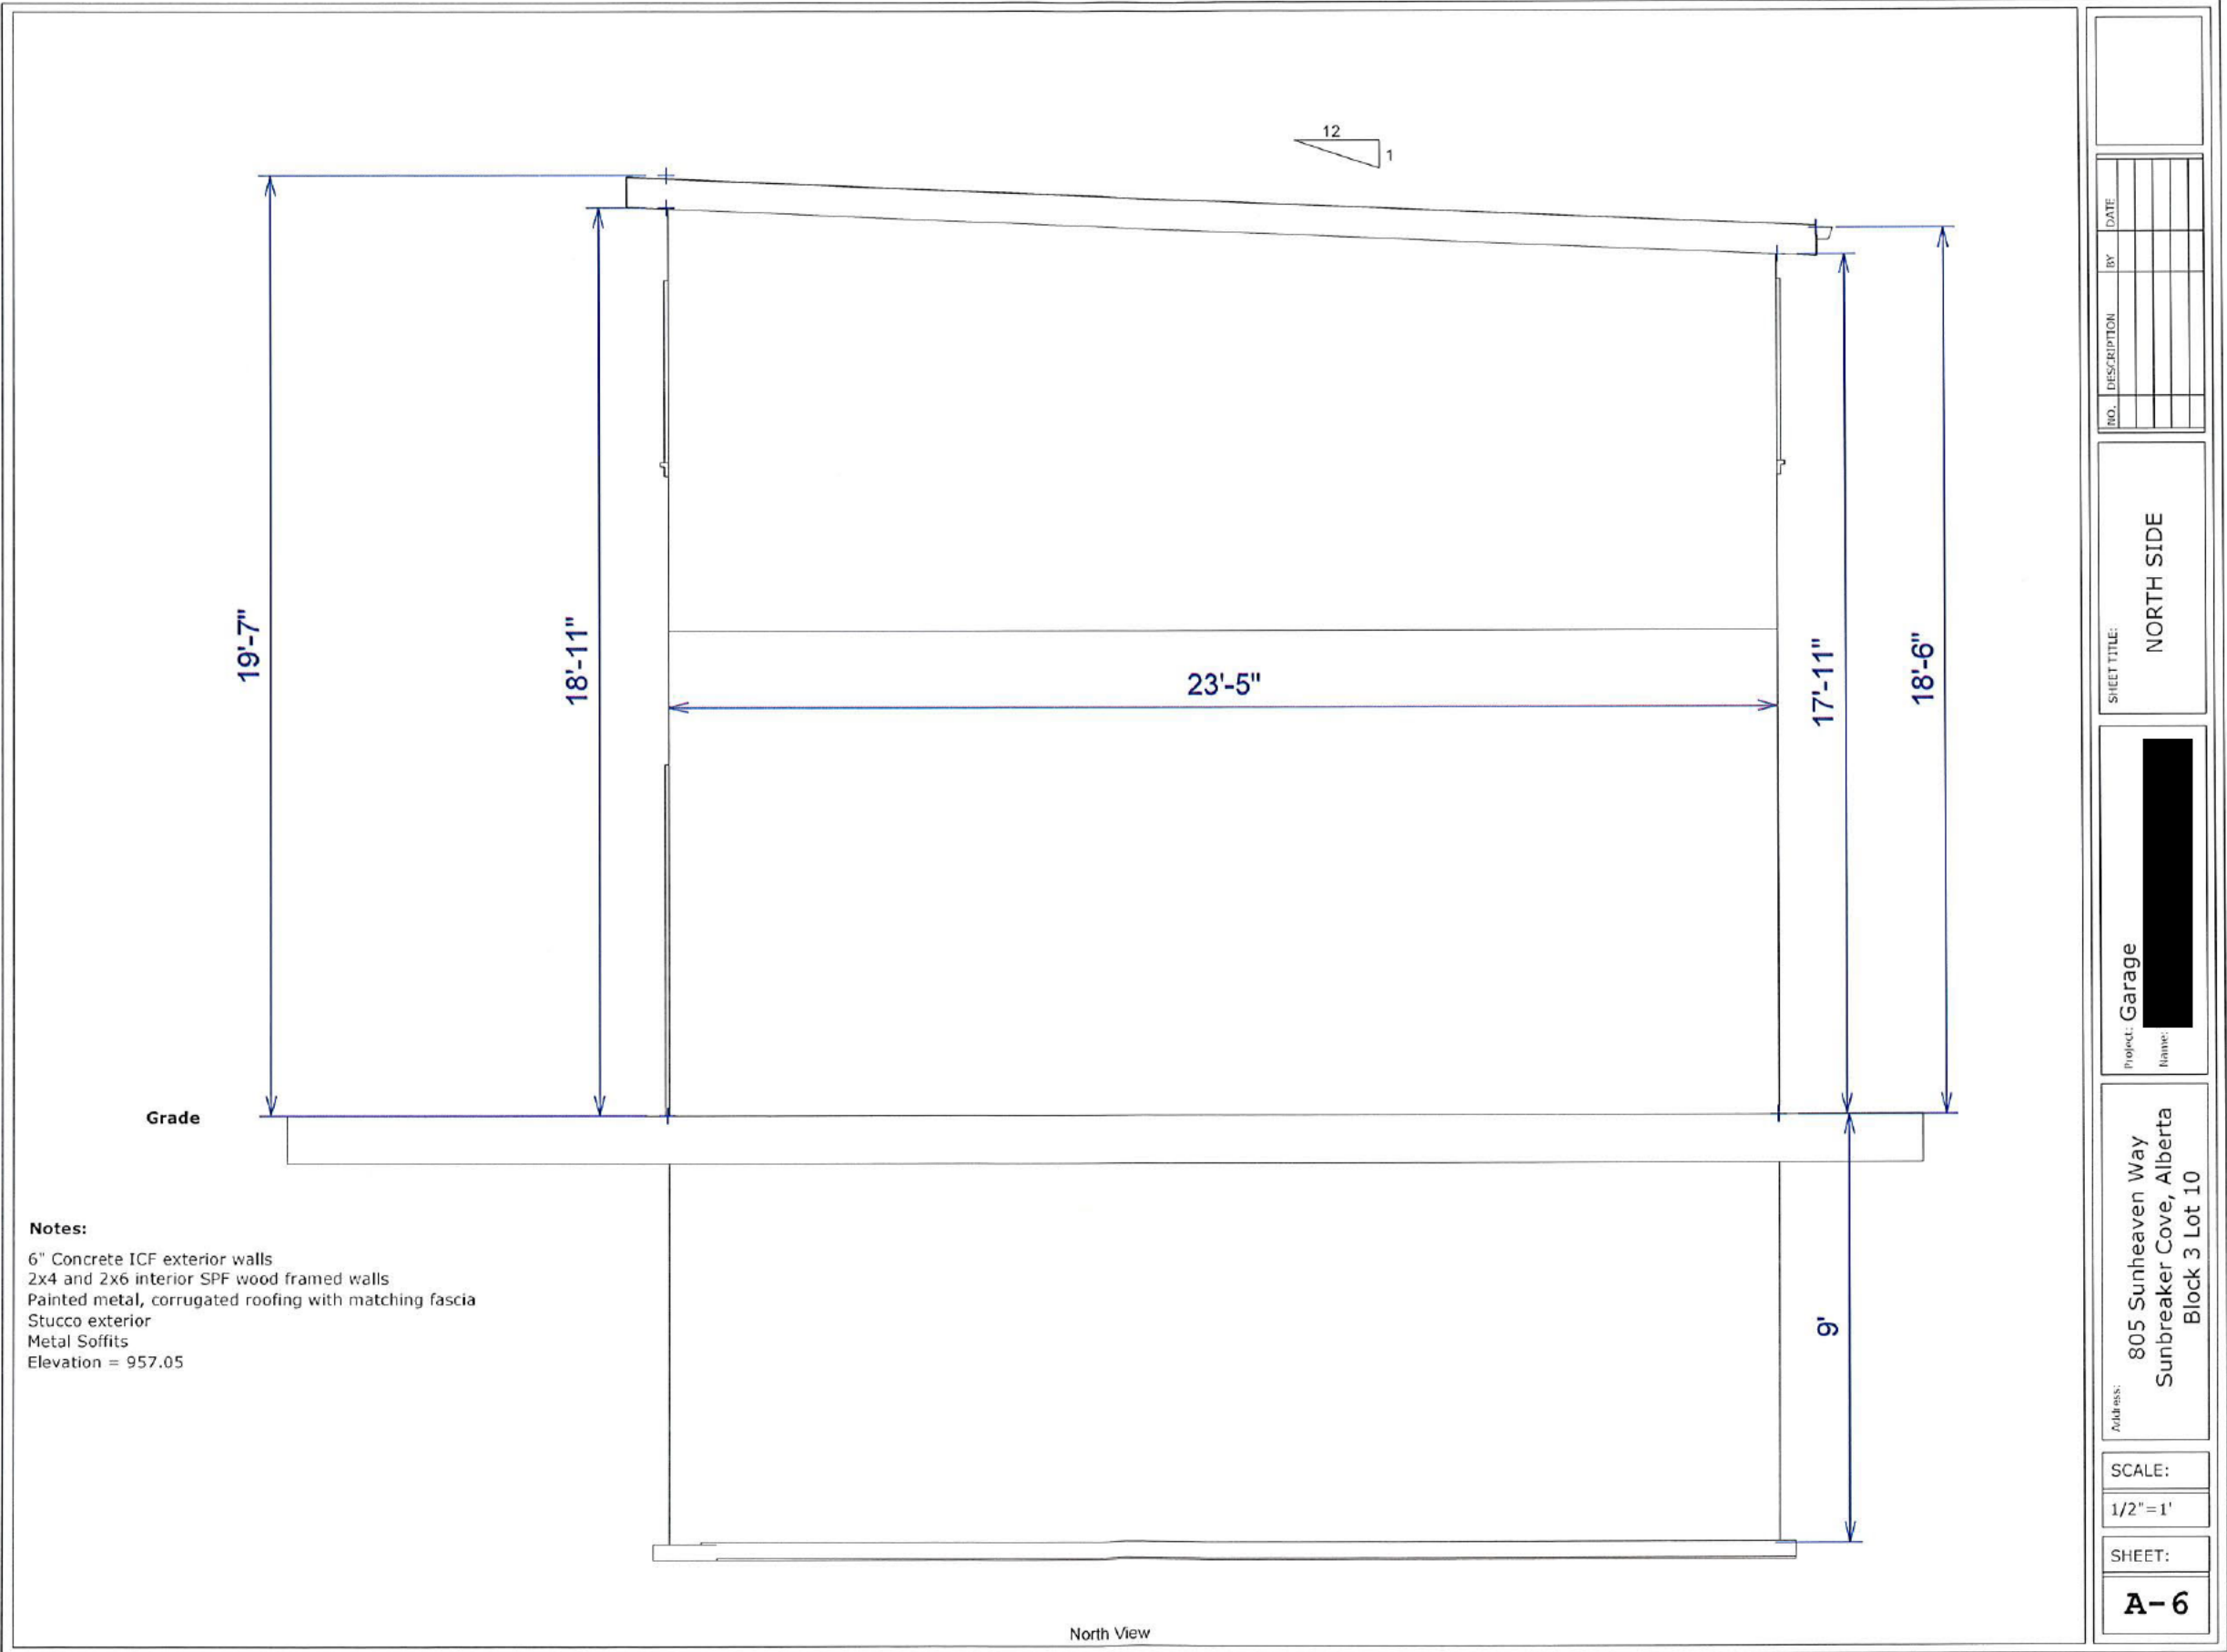 12
1
19'-7"
18'-11"
23'-5"
17'-11"
18'-6"
Grade
9'
Notes:
6" Concrete ICF exterior walls
2x4 and 2x6 interior SPF wood framed walls
Painted metal, corrugated roofing with matching fascia
Stucco exterior
Metal Soffits
Elevation = 957.05
North View
NO. DESCRIPTION BY DATE
SHEET TITLE:
NORTH SIDE
Project: Garage
Name:
Address:
805 Sunheaven Way
Sunbreaker Cove, Alberta
Block 3 Lot 10
SCALE:
1/2"=1'
SHEET:
A-6